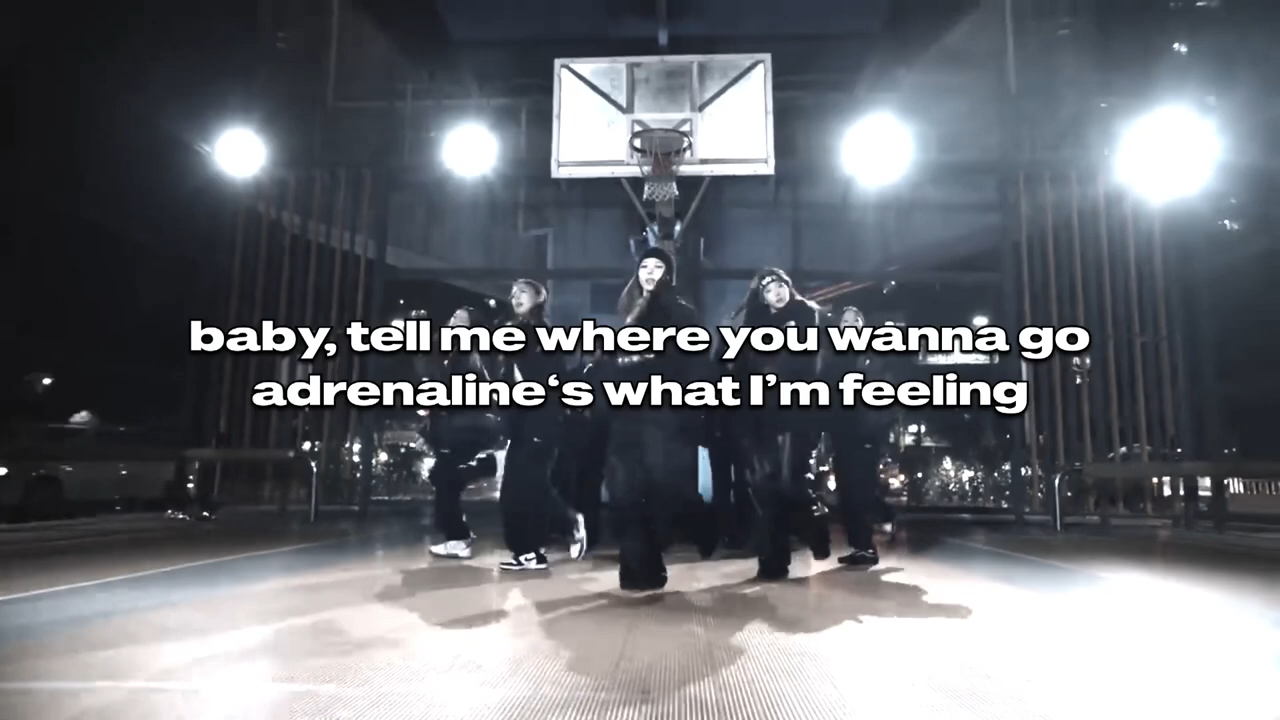 baby, tell me where you wanna go
adrenaline‘s what I’m feeling